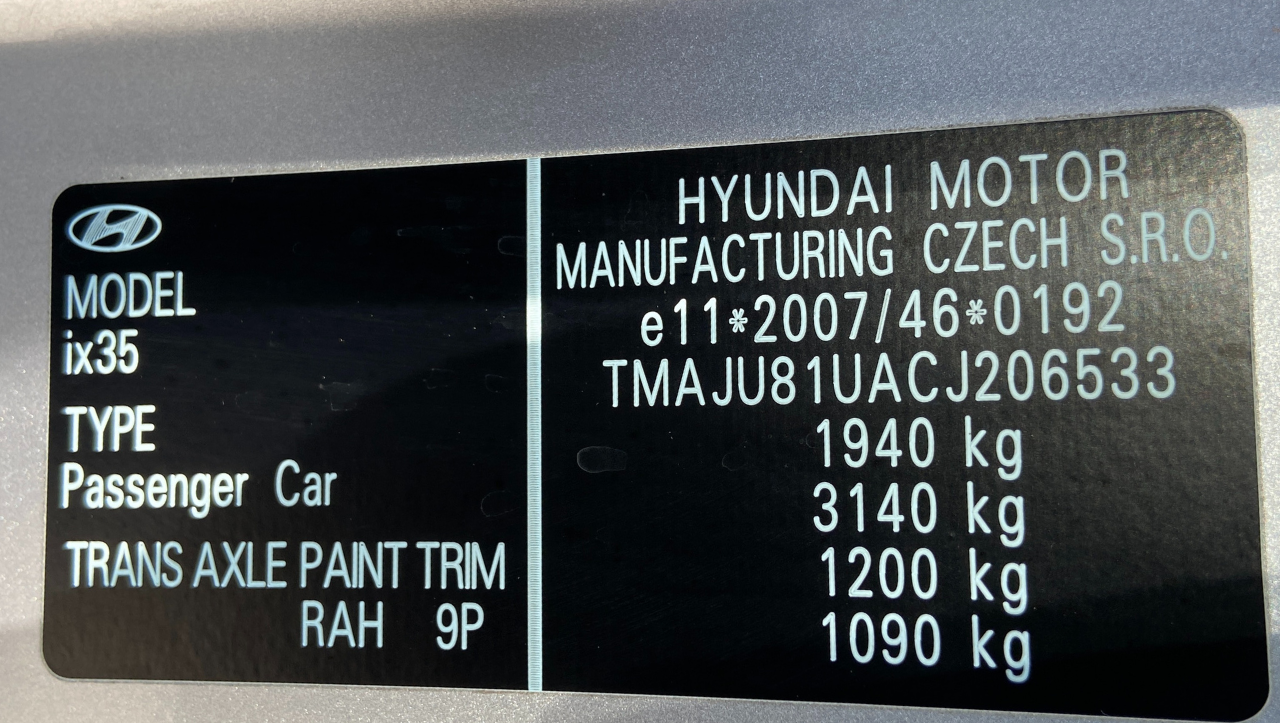 MODEL
ix35
TYPE
Passenger Car
TRANS AXLE PAINT TRIM
RAH 9P
HYUNDAI MOTOR
MANUFACTURING CZECH S.R.O.
e11*2007/46*0192
TMAJU81UACJ206533
1940 kg
3140 kg
1200 kg
1090 kg